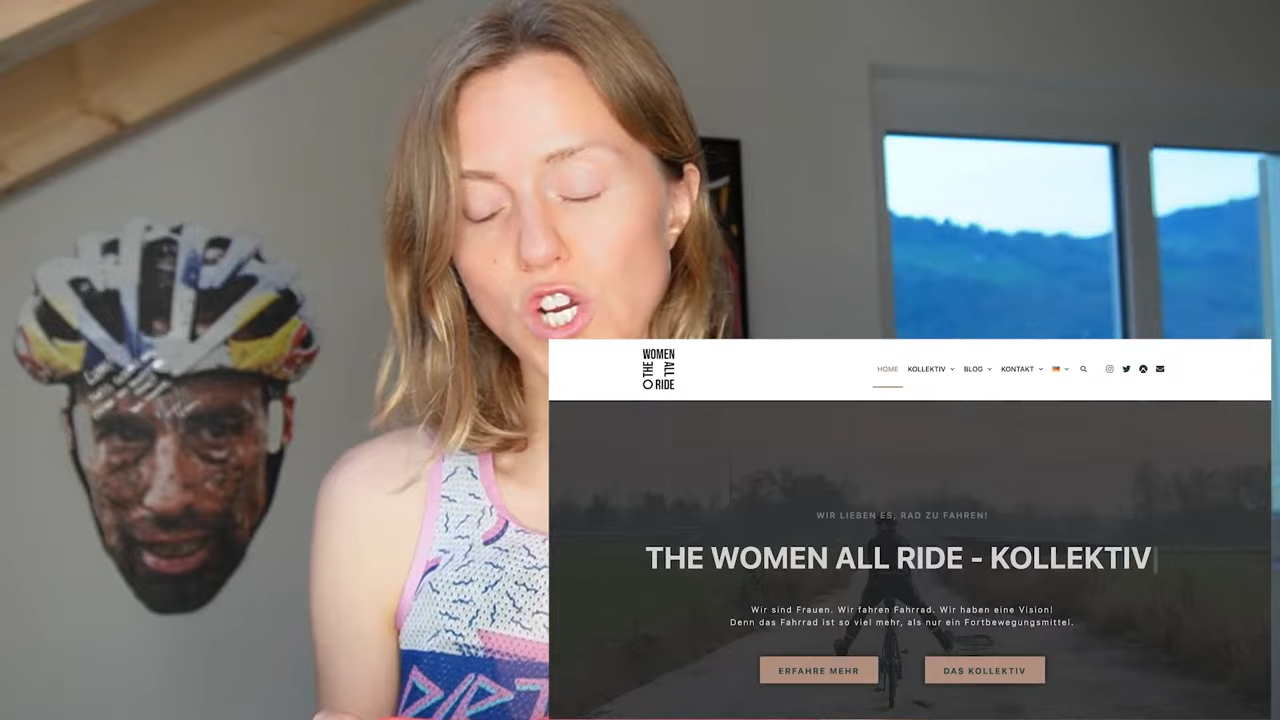 WOMEN
THE
ALL
RIDE
HOME
KOLLEKTIV
BLOG
KONTAKT
WIR LIEBEN ES, RAD ZU FAHREN!
THE WOMEN ALL RIDE - KOLLEKTIV
Wir sind Frauen. Wir fahren Fahrrad. Wir haben eine Vision!
Denn das Fahrrad ist so viel mehr, als nur ein Fortbewegungsmittel.
ERFAHRE MEHR
DAS KOLLEKTIV